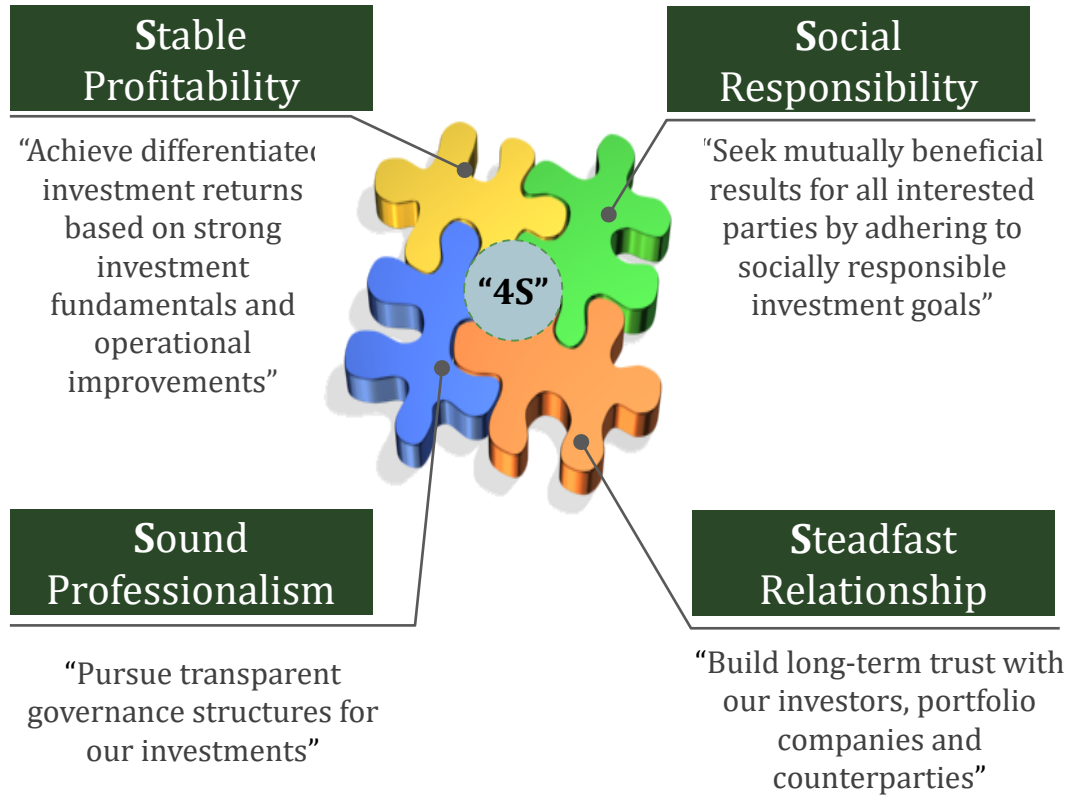 Stable
Profitability
“Achieve differentiated
investment returns
based on strong
investment
fundamentals and
operational
improvements”
Social
Responsibility
“Seek mutually beneficial
results for all interested
parties by adhering to
socially responsible
investment goals”
“4S”
Sound
Professionalism
“Pursue transparent
governance structures for
our investments”
Steadfast
Relationship
“Build long-term trust with
our investors, portfolio
companies and
counterparties”